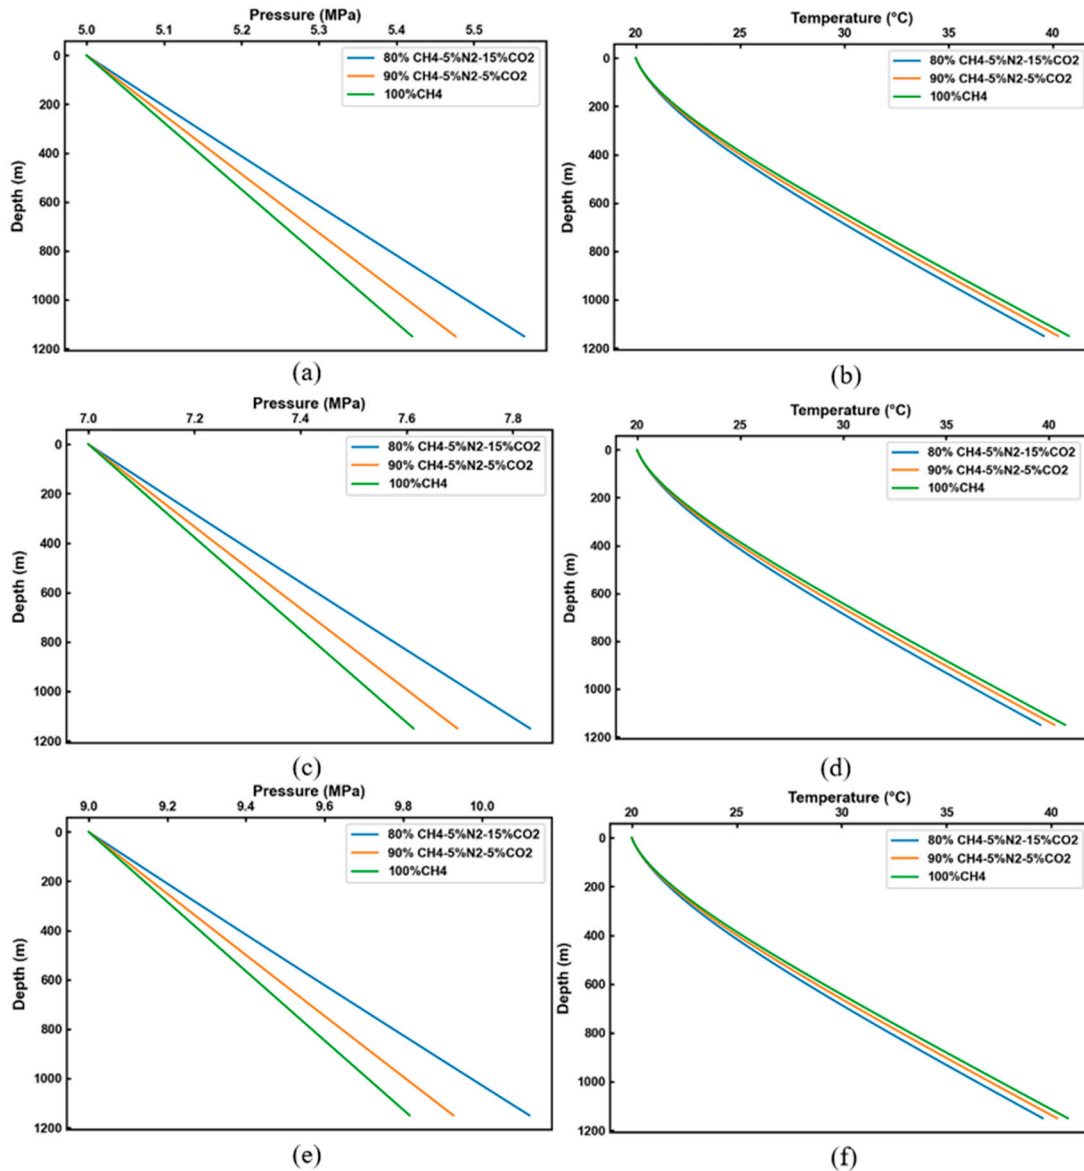 Pressure (MPa)
5.0 5.1 5.2 5.3 5.4 5.5
0
200
400
600
800
1000
1200
Depth (m)
80% CH4-5%N2-15%CO2
90% CH4-5%N2-5%CO2
100%CH4
(a)
Temperature (°C)
20 25 30 35 40
0
200
400
600
800
1000
1200
Depth (m)
80% CH4-5%N2-15%CO2
90% CH4-5%N2-5%CO2
100%CH4
(b)
Pressure (MPa)
7.0 7.2 7.4 7.6 7.8
0
200
400
600
800
1000
1200
Depth (m)
80% CH4-5%N2-15%CO2
90% CH4-5%N2-5%CO2
100%CH4
(c)
Temperature (°C)
20 25 30 35 40
0
200
400
600
800
1000
1200
Depth (m)
80% CH4-5%N2-15%CO2
90% CH4-5%N2-5%CO2
100%CH4
(d)
Pressure (MPa)
9.0 9.2 9.4 9.6 9.8 10.0
0
200
400
600
800
1000
1200
Depth (m)
80% CH4-5%N2-15%CO2
90% CH4-5%N2-5%CO2
100%CH4
(e)
Temperature (°C)
20 25 30 35 40
0
200
400
600
800
1000
1200
Depth (m)
80% CH4-5%N2-15%CO2
90% CH4-5%N2-5%CO2
100%CH4
(f)